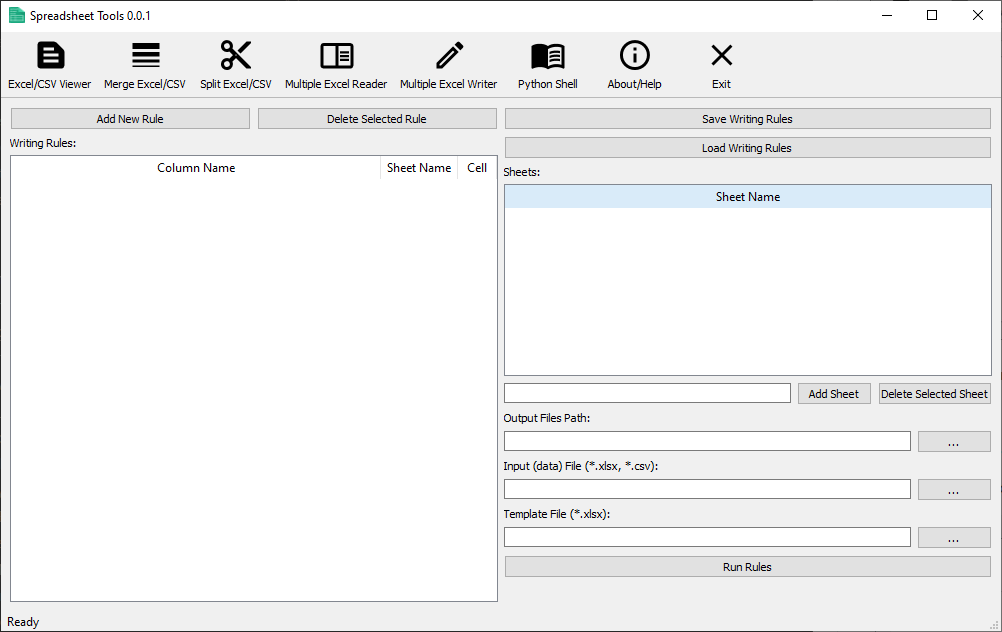 Spreadsheet Tools 0.0.1
Excel/CSV Viewer Merge Excel/CSV Split Excel/CSV Multiple Excel Reader Multiple Excel Writer Python Shell About/Help Exit
Add New Rule Delete Selected Rule
Writing Rules:
Column Name Sheet Name Cell
Save Writing Rules
Load Writing Rules
Sheets:
Sheet Name
Add Sheet Delete Selected Sheet
Output Files Path:
...
Input (data) File (*.xlsx, *.csv):
...
Template File (*.xlsx):
...
Run Rules
Ready